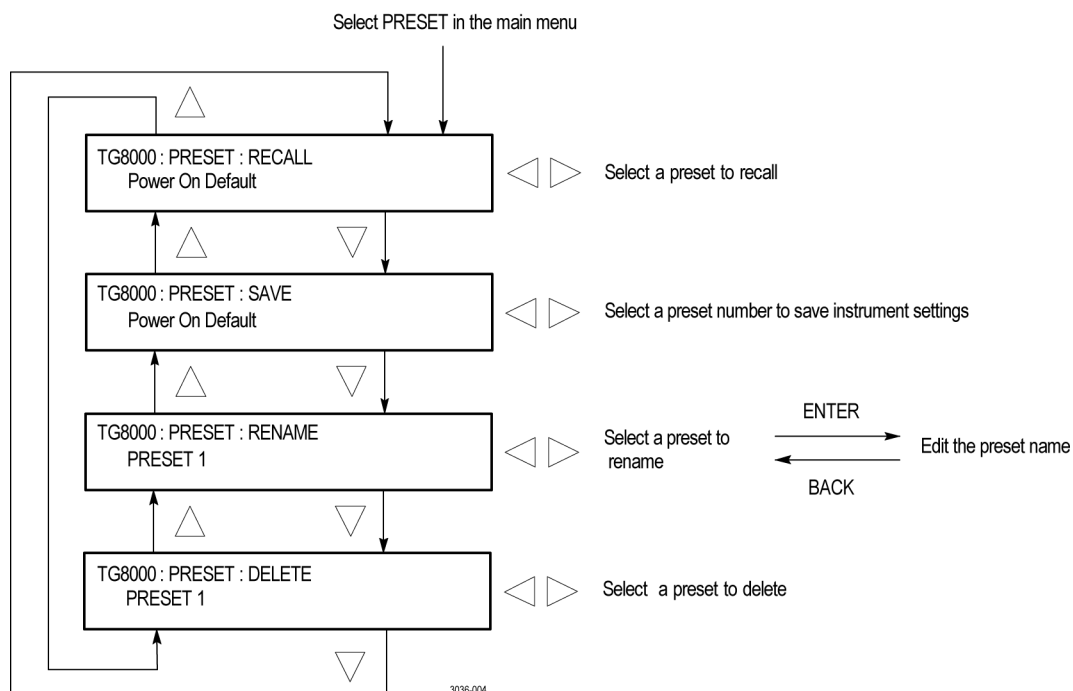 Select PRESET in the main menu
TG8000 : PRESET : RECALL
Power On Default
Select a preset to recall
TG8000 : PRESET : SAVE
Power On Default
Select a preset number to save instrument settings
TG8000 : PRESET : RENAME
PRESET 1
Select a preset to
rename
ENTER
BACK
Edit the preset name
TG8000 : PRESET : DELETE
PRESET 1
Select a preset to delete
3036-004